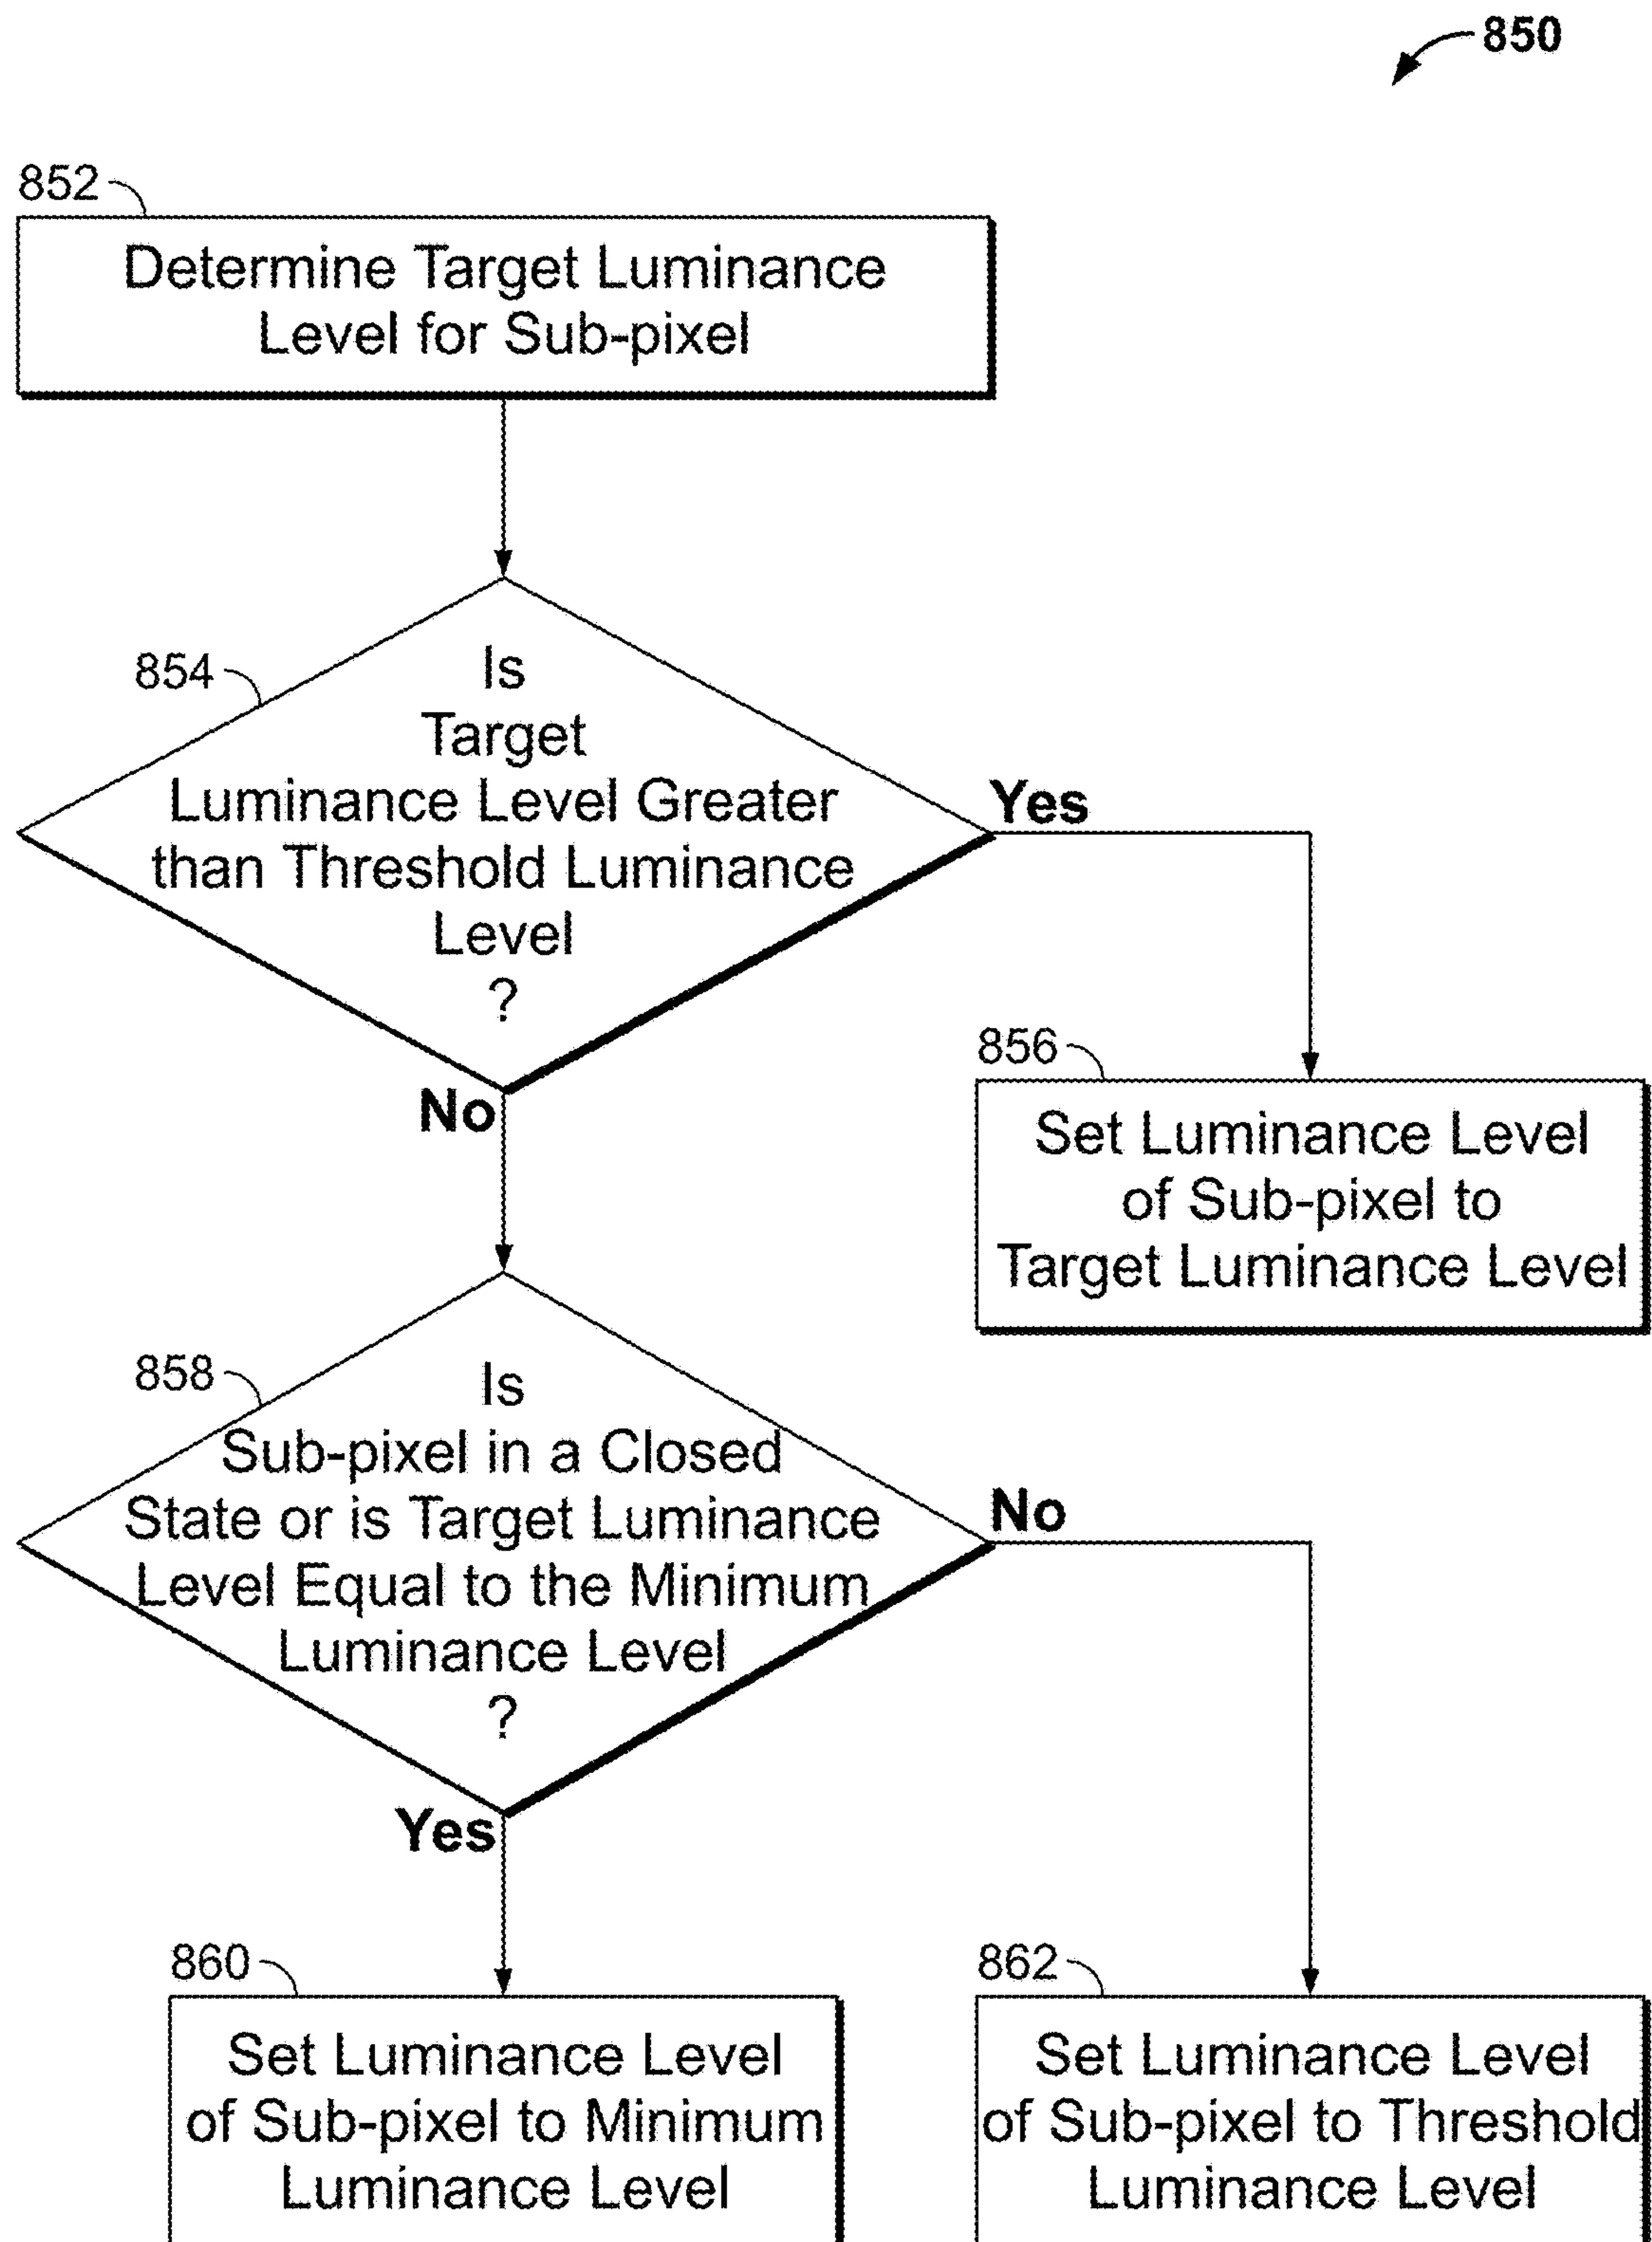 850
852
Determine Target Luminance
Level for Sub-pixel
854
Is
Target
Luminance Level Greater
than Threshold Luminance
Level
?
Yes
No
856
Set Luminance Level
of Sub-pixel to
Target Luminance Level
858
Is
Sub-pixel in a Closed
State or is Target Luminance
Level Equal to the Minimum
Luminance Level
?
No
Yes
860
Set Luminance Level
of Sub-pixel to Minimum
Luminance Level
862
Set Luminance Level
of Sub-pixel to Threshold
Luminance Level